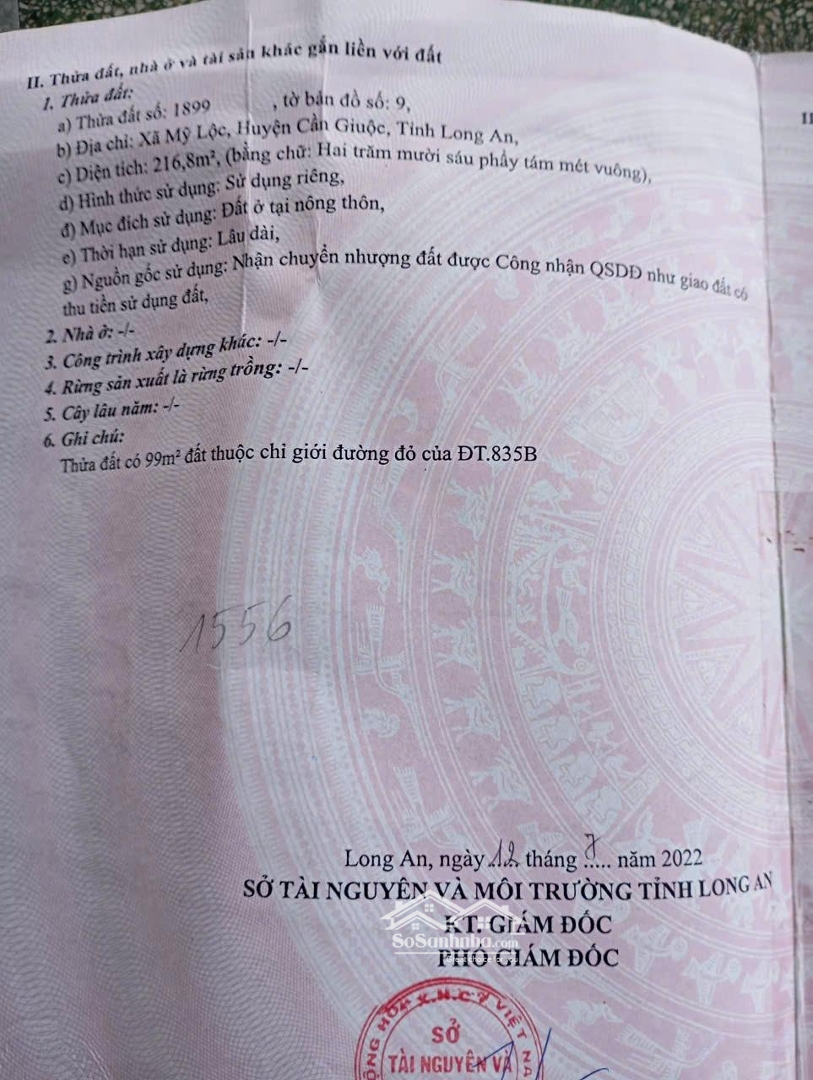 II. Thửa đất, nhà ở và tài sản khác gắn liền với đất
1. Thửa đất:
a) Thửa đất số: 1899 , tờ bản đồ số: 9,
b) Địa chỉ: Xã Mỹ Lộc, Huyện Cần Giuộc, Tỉnh Long An,
c) Diện tích: 216,8m², (bằng chữ: Hai trăm mười sáu phẩy tám mét vuông),
d) Hình thức sử dụng: Sử dụng riêng,
đ) Mục đích sử dụng: Đất ở tại nông thôn,
e) Thời hạn sử dụng: Lâu dài,
g) Nguồn gốc sử dụng: Nhận chuyển nhượng đất được Công nhận QSDĐ như giao đất có
thu tiền sử dụng đất,
2. Nhà ở: -/-
3. Công trình xây dựng khác: -/-
4. Rừng sản xuất là rừng trồng: -/-
5. Cây lâu năm: -/-
6. Ghi chú:
Thửa đất có 99m² đất thuộc chỉ giới đường đỏ của ĐT.835B
1556
Long An, ngày 12 tháng 7 năm 2022
SỞ TÀI NGUYÊN VÀ MÔI TRƯỜNG TỈNH LONG AN
KT. GIÁM ĐỐC
SoSanhnha.com
PHÓ GIÁM ĐỐC
X.H.C.N VIỆT NA
SỞ
TÀI NGUYÊN VÀ